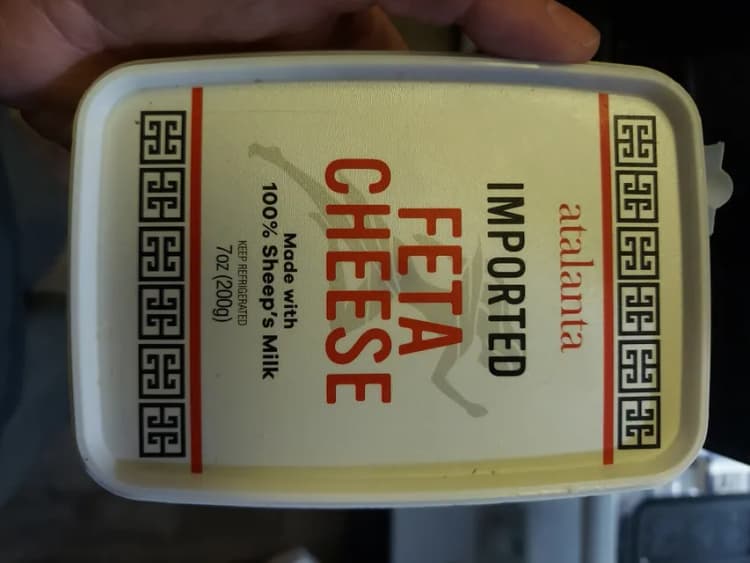 atalanta
IMPORTED
FETA
CHEESE
Made with
100% Sheep's Milk
KEEP REFRIGERATED
7oz (200g)